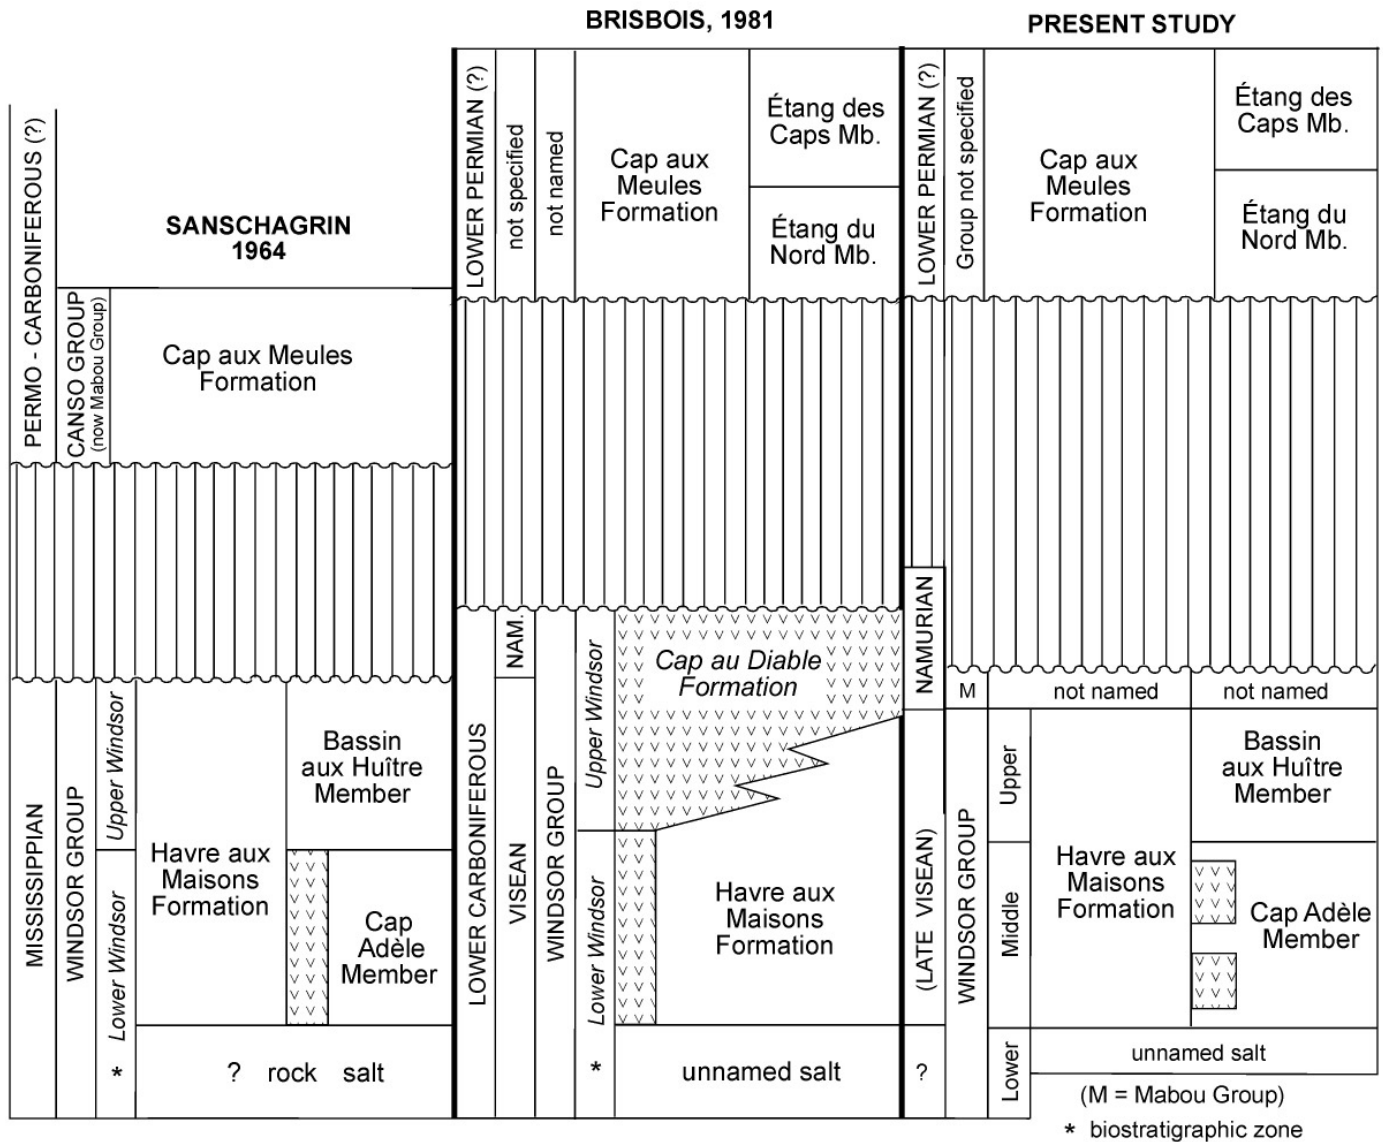 BRISBOIS, 1981
PRESENT STUDY
SANSCHAGRIN
1964
PERMO - CARBONIFEROUS (?)
CANSO GROUP
(now Mabou Group)
Cap aux Meules
Formation
MISSISSIPPIAN
WINDSOR GROUP
Upper Windsor
Lower Windsor
*
Havre aux
Maisons
Formation
Bassin
aux Huître
Member
Cap
Adèle
Member
? rock salt
LOWER PERMIAN (?)
not specified
not named
Cap aux
Meules
Formation
Étang des
Caps Mb.
Étang du
Nord Mb.
LOWER CARBONIFEROUS
NAM.
VISEAN
WINDSOR GROUP
Upper Windsor
Lower Windsor
*
Cap au Diable
Formation
Havre aux
Maisons
Formation
unnamed salt
LOWER PERMIAN (?)
Group not specified
Cap aux
Meules
Formation
Étang des
Caps Mb.
Étang du
Nord Mb.
NAMURIAN
(LATE VISEAN)
?
M
not named
not named
WINDSOR GROUP
Upper
Middle
Lower
Havre aux
Maisons
Formation
Bassin
aux Huître
Member
Cap Adèle
Member
unnamed salt
(M = Mabou Group)
* biostratigraphic zone